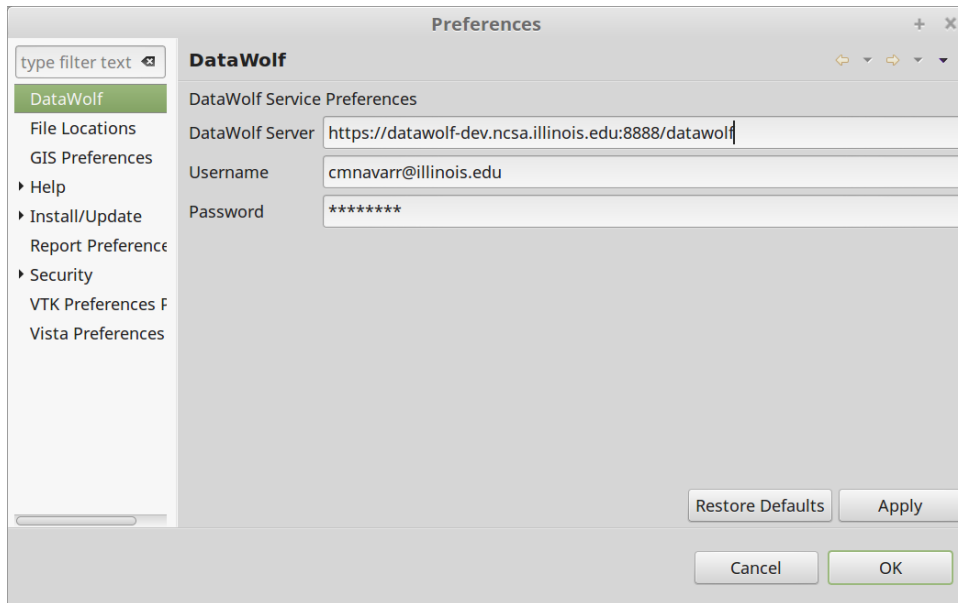 Preferences
type filter text
DataWolf
File Locations
GIS Preferences
Help
Install/Update
Report Preference
Security
VTK Preferences P
Vista Preferences
DataWolf
DataWolf Service Preferences
DataWolf Server https://datawolf-dev.ncsa.illinois.edu:8888/datawolf
Username cmnavarr@illinois.edu
Password ********
Restore Defaults Apply
Cancel OK